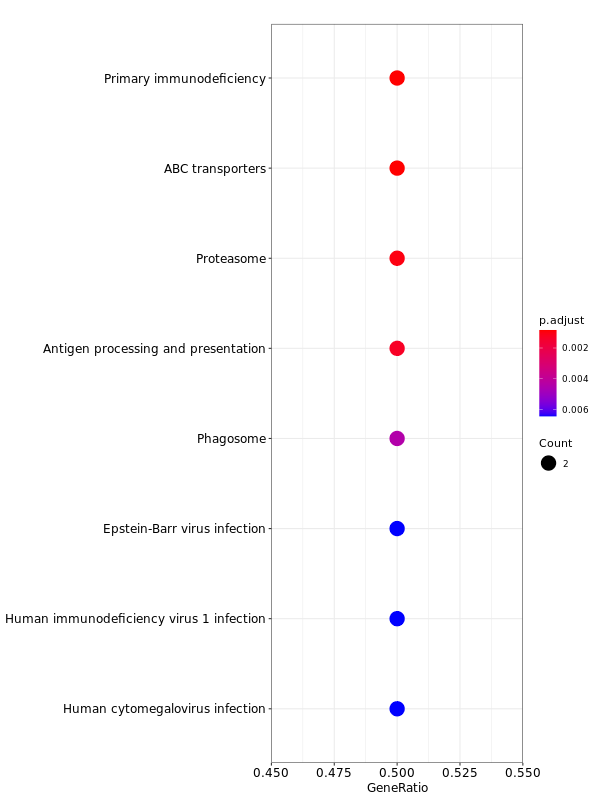 Primary immunodeficiency
ABC transporters
Proteasome
Antigen processing and presentation
Phagosome
Epstein-Barr virus infection
Human immunodeficiency virus 1 infection
Human cytomegalovirus infection
0.450 0.475 0.500 0.525 0.550
GeneRatio
p.adjust
0.002
0.004
0.006
Count
2